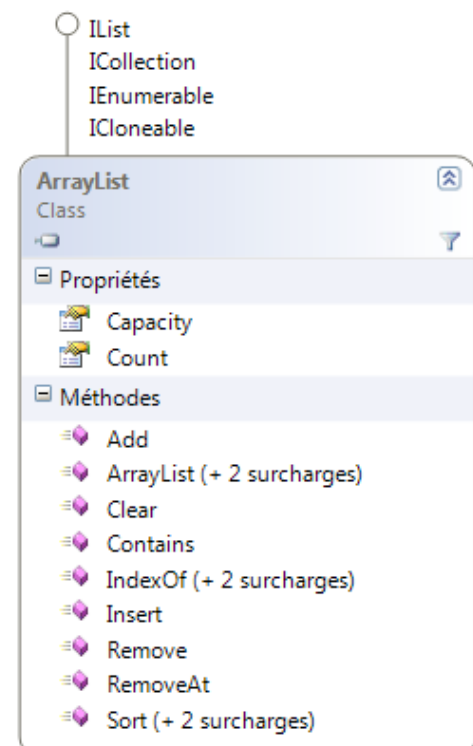 IList
ICollection
IEnumerable
ICloneable
ArrayList
Class
Propriétés
Capacity
Count
Méthodes
Add
ArrayList (+ 2 surcharges)
Clear
Contains
IndexOf (+ 2 surcharges)
Insert
Remove
RemoveAt
Sort (+ 2 surcharges)